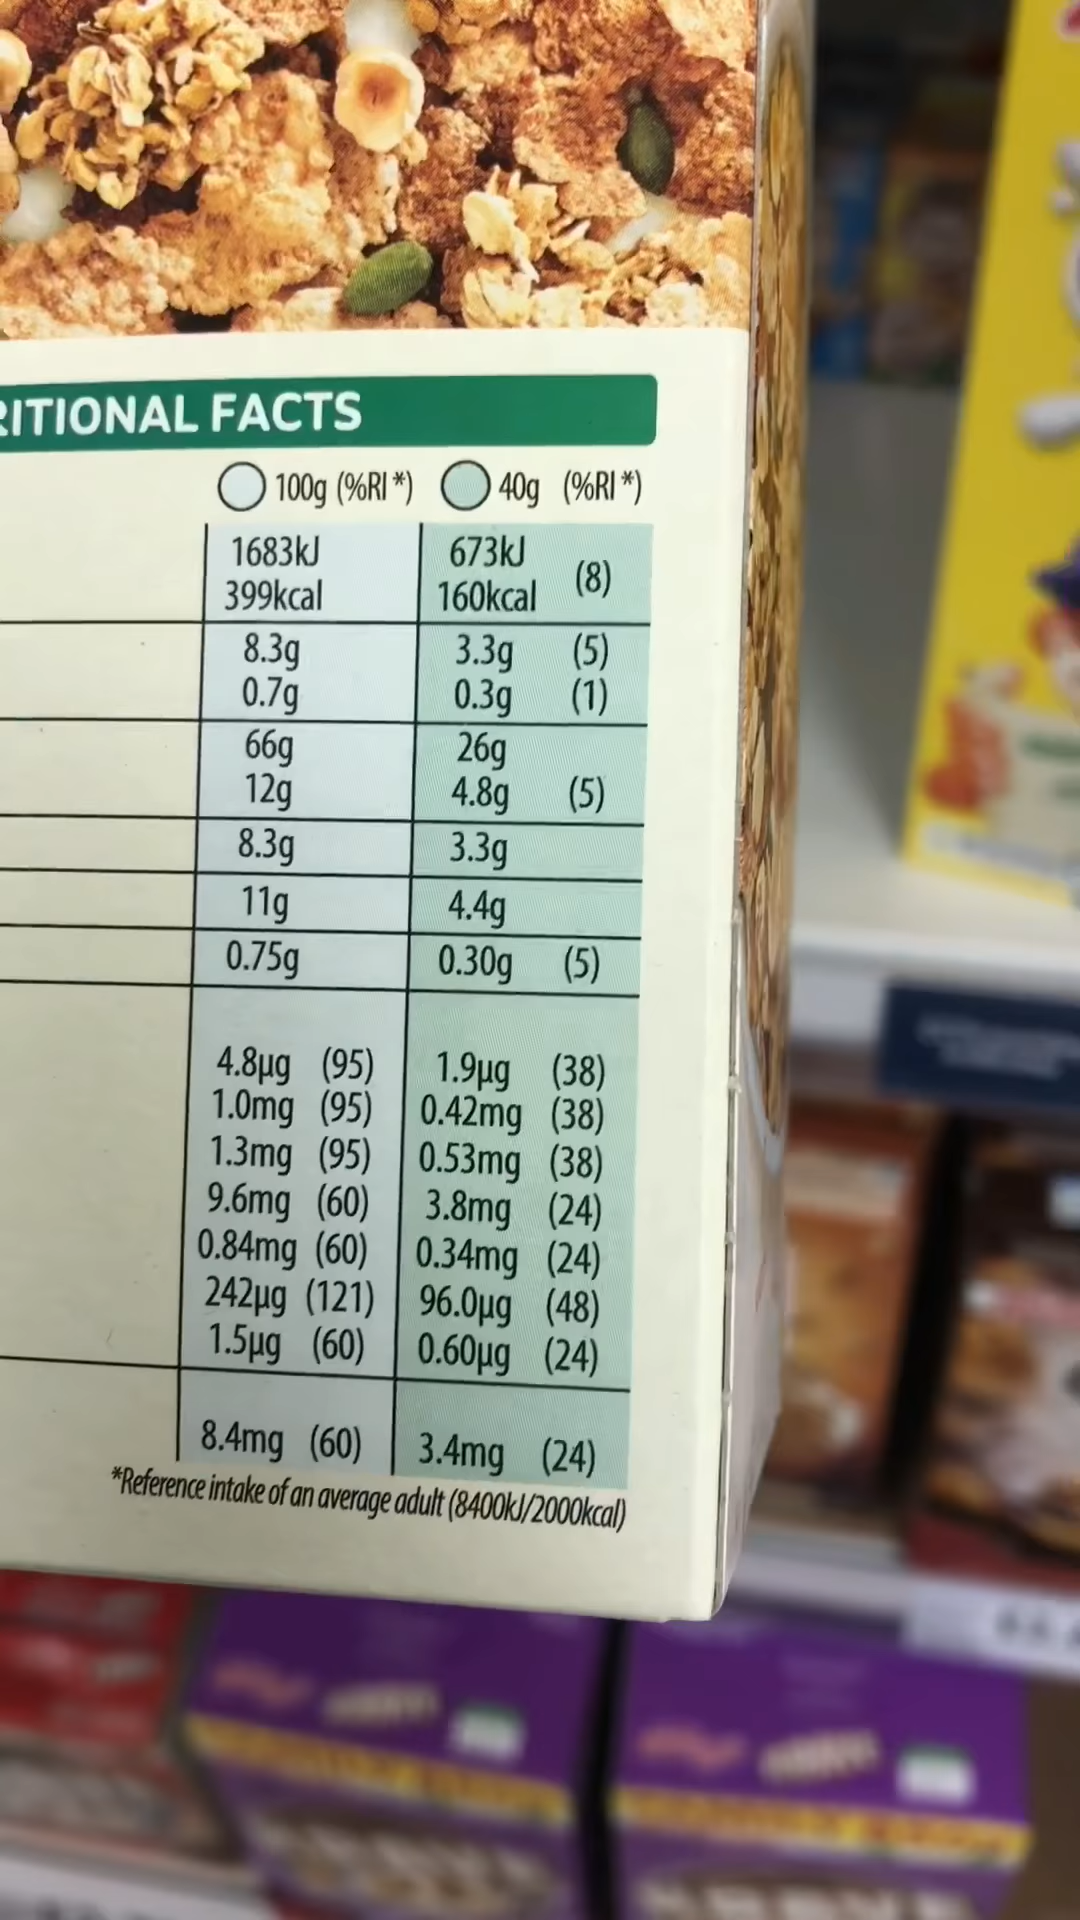 RITIONAL FACTS
100g (%RI*) 40g (%RI*)
1683kJ 673kJ
399kcal 160kcal (8)
8.3g 3.3g (5)
0.7g 0.3g (1)
66g 26g
12g 4.8g (5)
8.3g 3.3g
11g 4.4g
0.75g 0.30g (5)
4.8µg (95) 1.9µg (38)
1.0mg (95) 0.42mg (38)
1.3mg (95) 0.53mg (38)
9.6mg (60) 3.8mg (24)
0.84mg (60) 0.34mg (24)
242µg (121) 96.0µg (48)
1.5µg (60) 0.60µg (24)
8.4mg (60) 3.4mg (24)
*Reference intake of an average adult (8400kJ/2000kcal)